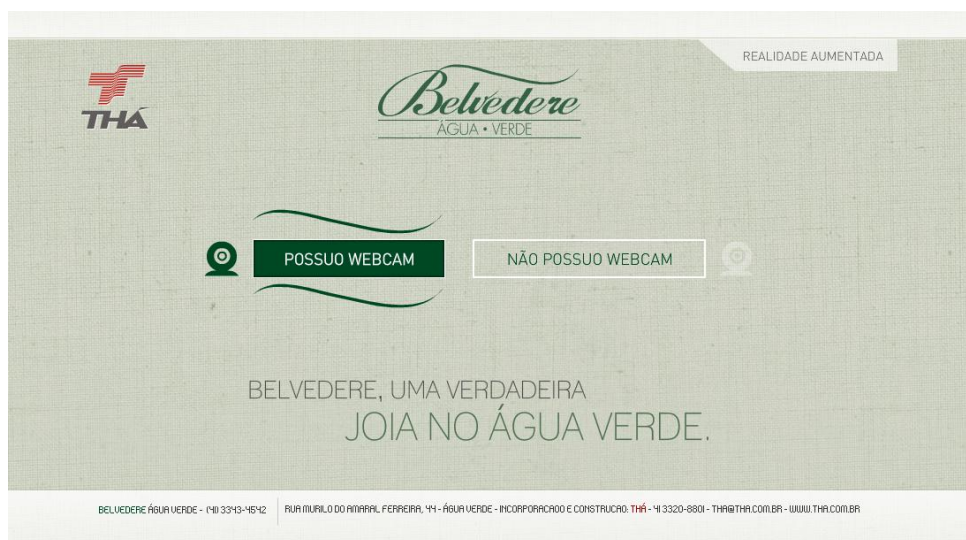 REALIDADE AUMENTADA
THÁ
Belvedere
ÁGUA • VERDE
POSSUO WEBCAM
NÃO POSSUO WEBCAM
BELVEDERE, UMA VERDADEIRA
JOIA NO ÁGUA VERDE.
BELVEDERE ÁGUA VERDE - (41) 3343-4542
RUA MURILO DO AMARAL FERREIRA, 44 - ÁGUA VERDE - INCORPORACAO E CONSTRUCAO: THÁ - 41 3320-8801 - THA@THA.COM.BR - WWW.THA.COM.BR